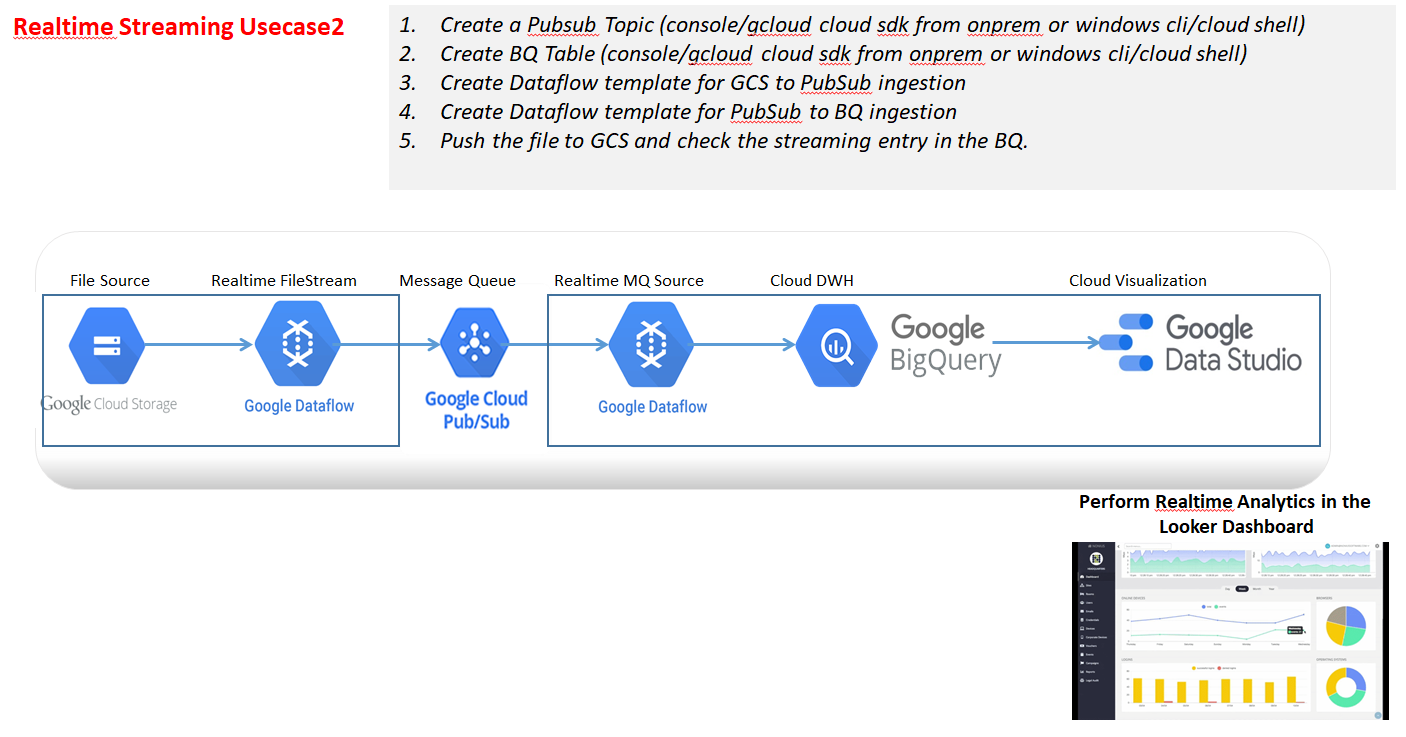 Realtime Streaming Usecase2
1. Create a Pubsub Topic (console/gcloud cloud sdk from onprem or windows cli/cloud shell)
2. Create BQ Table (console/gcloud cloud sdk from onprem or windows cli/cloud shell)
3. Create Dataflow template for GCS to PubSub ingestion
4. Create Dataflow template for PubSub to BQ ingestion
5. Push the file to GCS and check the streaming entry in the BQ.
File Source
Realtime FileStream
Message Queue
Realtime MQ Source
Cloud DWH
Cloud Visualization
Google Cloud Storage
Google Dataflow
Google Cloud
Pub/Sub
Google Dataflow
Google
BigQuery
Google
Data Studio
Perform Realtime Analytics in the
Looker Dashboard